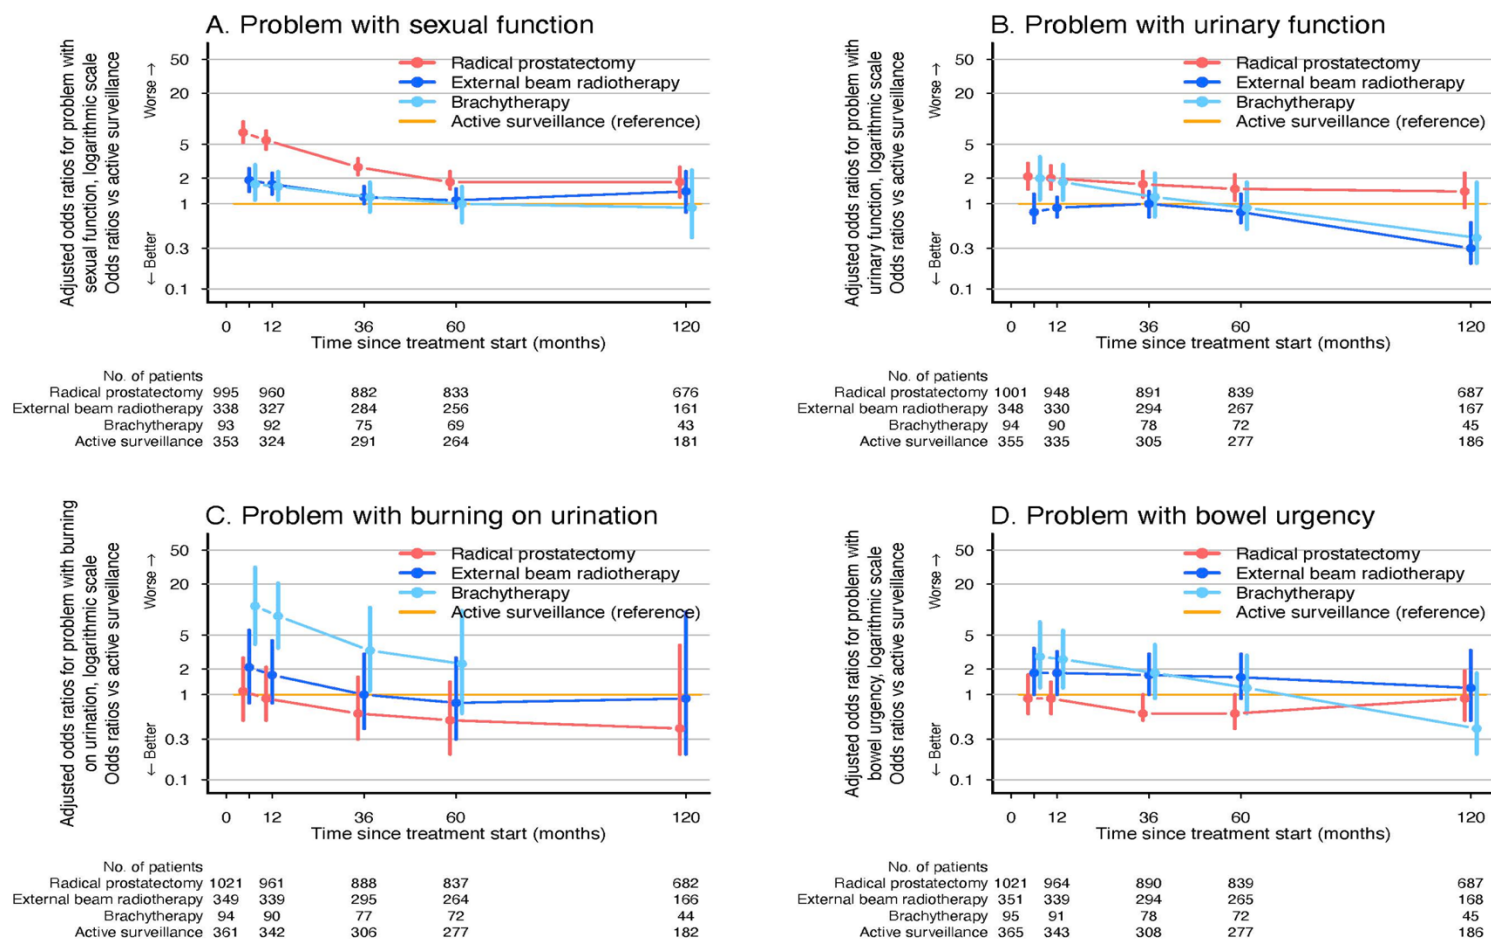 A. Problem with sexual function
Adjusted odds ratios for problem with
sexual function, logarithmic scale
Odds ratios vs active surveillance
Worse →
← Better
50
20
5
2
1
0.3
0.1
Radical prostatectomy
External beam radiotherapy
Brachytherapy
Active surveillance (reference)
0 12 36 60 120
Time since treatment start (months)
No. of patients
Radical prostatectomy 995 960 882 833 676
External beam radiotherapy 338 327 284 256 161
Brachytherapy 93 92 75 69 43
Active surveillance 353 324 291 264 181
B. Problem with urinary function
Adjusted odds ratios for problem with
urinary function, logarithmic scale
Odds ratios vs active surveillance
Worse →
← Better
50
20
5
2
1
0.3
0.1
Radical prostatectomy
External beam radiotherapy
Brachytherapy
Active surveillance (reference)
0 12 36 60 120
Time since treatment start (months)
No. of patients
Radical prostatectomy 1001 948 891 839 687
External beam radiotherapy 348 330 294 267 167
Brachytherapy 94 90 78 72 45
Active surveillance 355 335 305 277 186
C. Problem with burning on urination
Adjusted odds ratios for problem with burning
on urination, logarithmic scale
Odds ratios vs active surveillance
Worse →
← Better
50
20
5
2
1
0.3
0.1
Radical prostatectomy
External beam radiotherapy
Brachytherapy
Active surveillance (reference)
0 12 36 60 120
Time since treatment start (months)
No. of patients
Radical prostatectomy 1021 961 888 837 682
External beam radiotherapy 349 339 295 264 166
Brachytherapy 94 90 77 72 44
Active surveillance 361 342 306 277 182
D. Problem with bowel urgency
Adjusted odds ratios for problem with
bowel urgency, logarithmic scale
Odds ratios vs active surveillance
Worse →
← Better
50
20
5
2
1
0.3
0.1
Radical prostatectomy
External beam radiotherapy
Brachytherapy
Active surveillance (reference)
0 12 36 60 120
Time since treatment start (months)
No. of patients
Radical prostatectomy 1021 964 890 839 687
External beam radiotherapy 351 339 294 265 168
Brachytherapy 95 91 78 72 45
Active surveillance 365 343 308 277 186